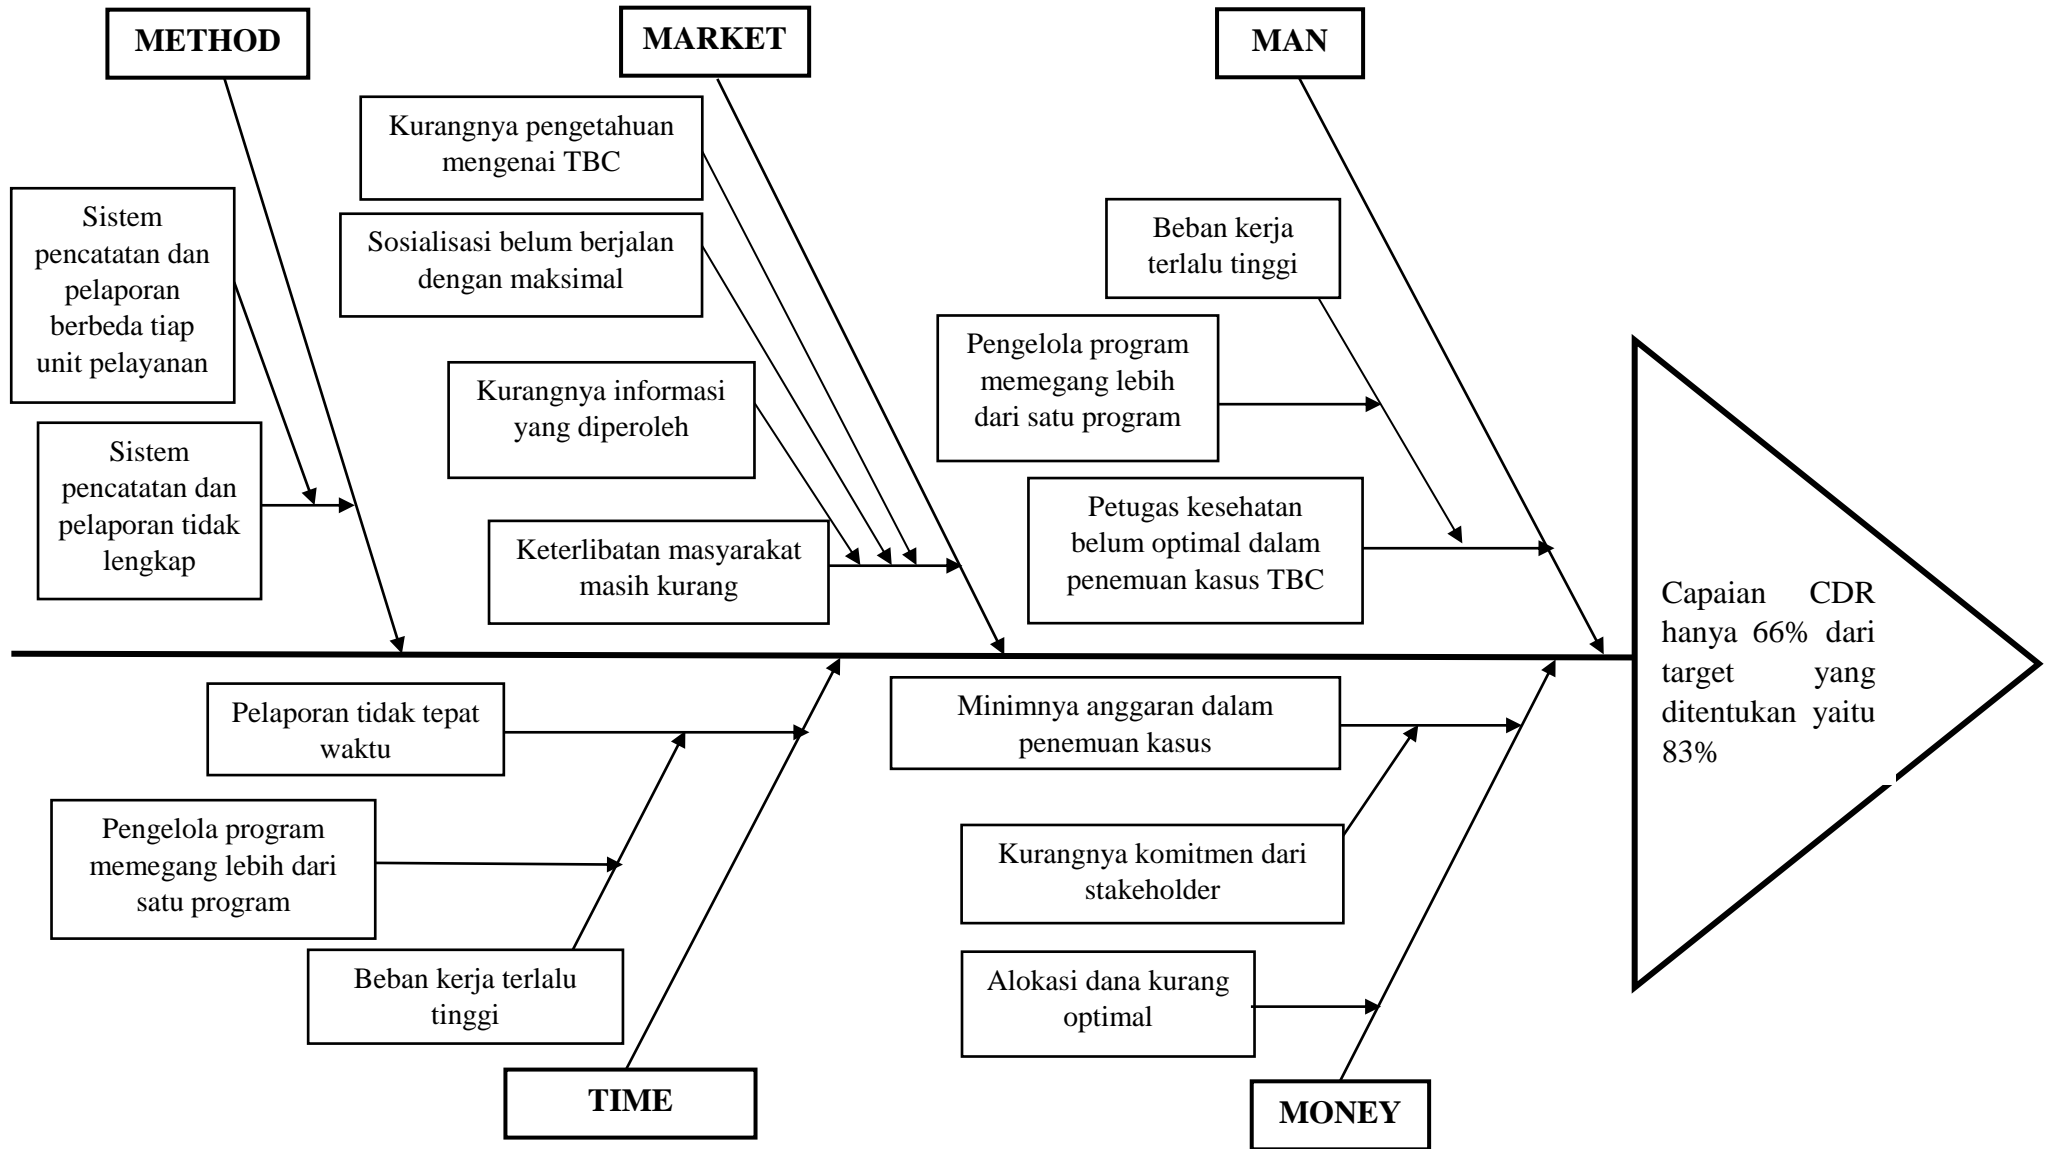 METHOD
MARKET
MAN
Kurangnya pengetahuan
mengenai TBC
Sistem
pencatatan dan
pelaporan
berbeda tiap
unit pelayanan
Sosialisasi belum berjalan
dengan maksimal
Beban kerja
terlalu tinggi
Pengelola program
memegang lebih
dari satu program
Kurangnya informasi
yang diperoleh
Sistem
pencatatan dan
pelaporan tidak
lengkap
Petugas kesehatan
belum optimal dalam
penemuan kasus TBC
Keterlibatan masyarakat
masih kurang
Capaian CDR
hanya 66% dari
target yang
ditentukan yaitu
83%
Pelaporan tidak tepat
waktu
Minimnya anggaran dalam
penemuan kasus
Pengelola program
memegang lebih dari
satu program
Kurangnya komitmen dari
stakeholder
Beban kerja terlalu
tinggi
Alokasi dana kurang
optimal
TIME
MONEY